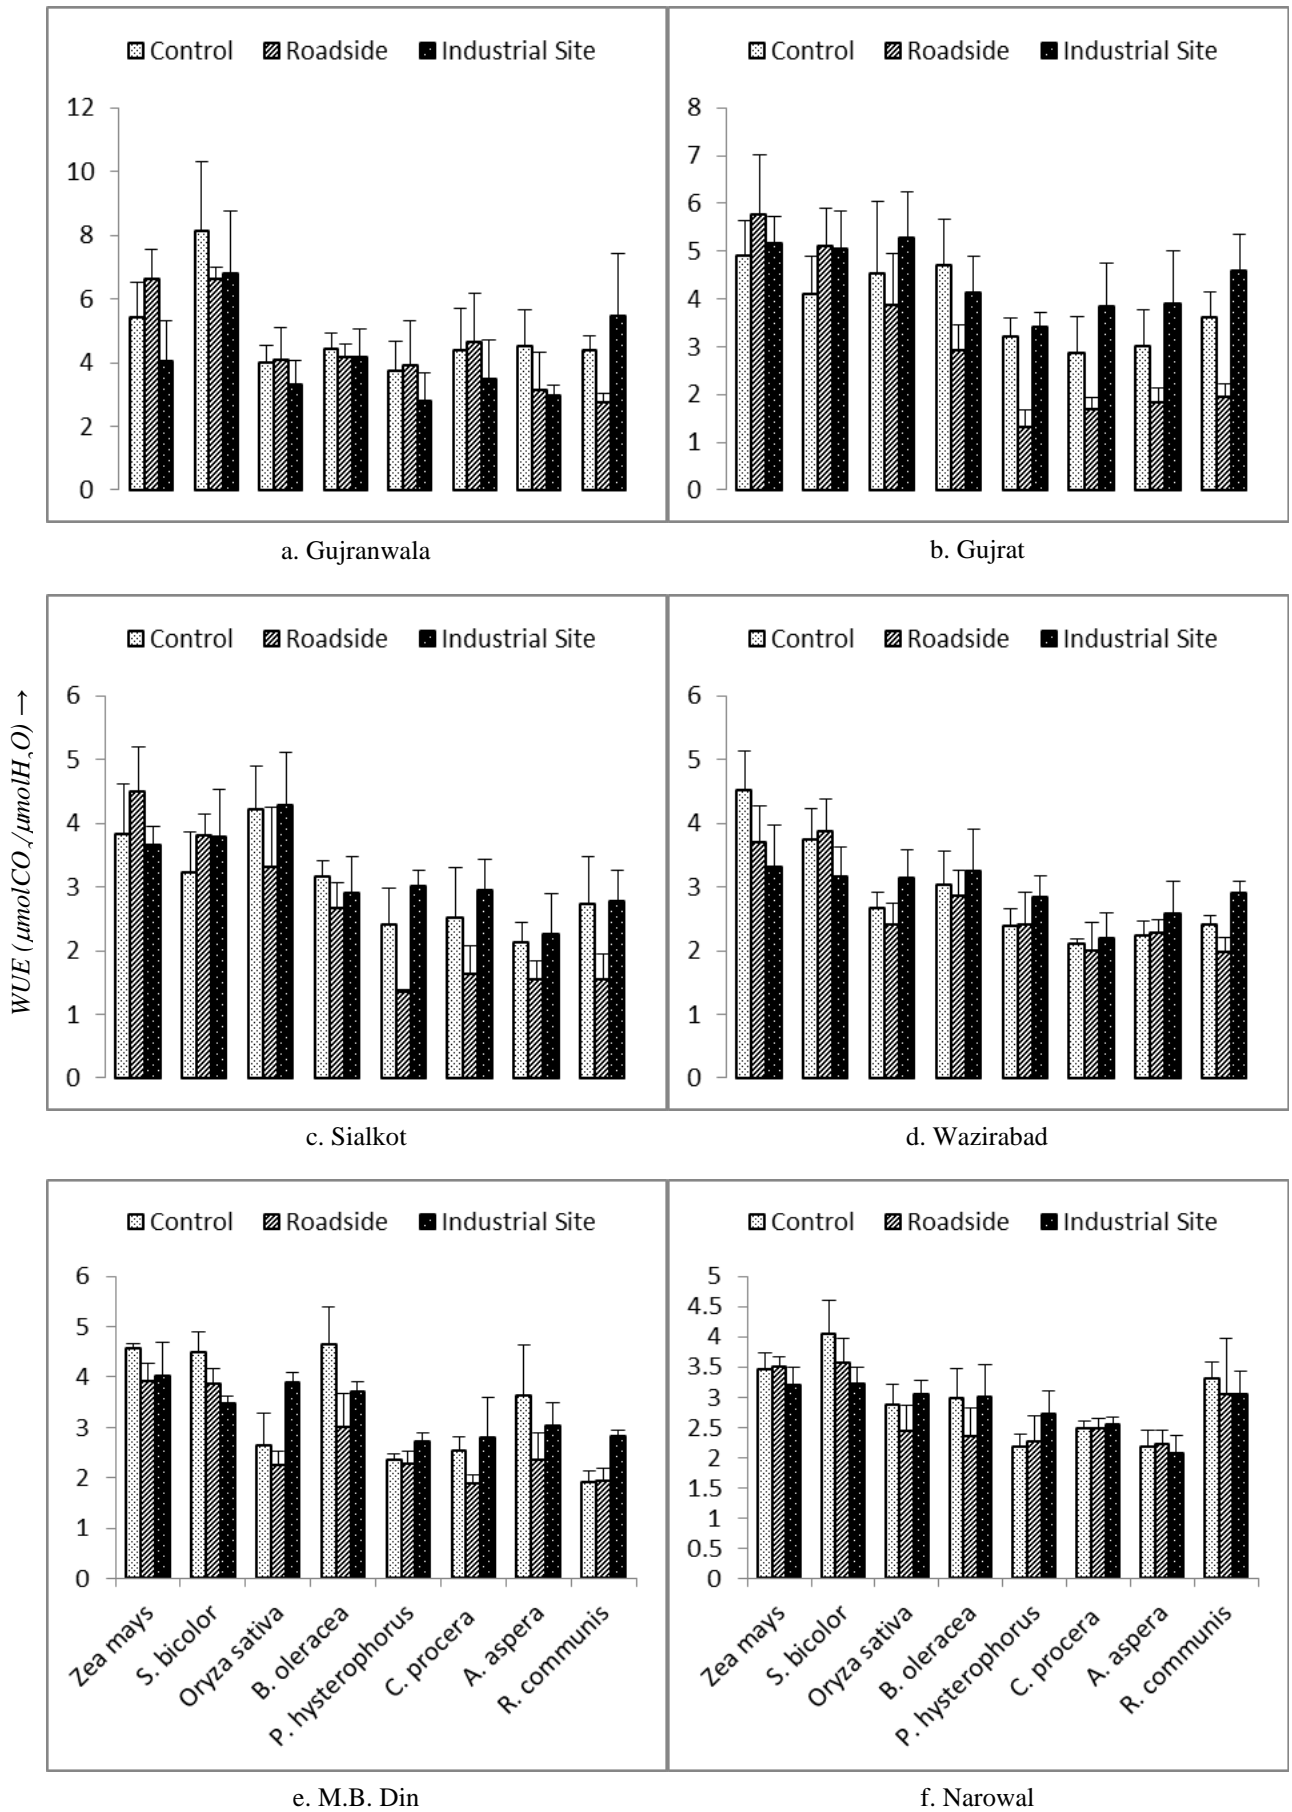 Control Roadside Industrial Site
12
10
8
6
4
2
0
a. Gujranwala
Control Roadside Industrial Site
8
7
6
5
4
3
2
1
0
b. Gujrat
WUE (μmolCO₂/μmolH₂O) →
Control Roadside Industrial Site
6
5
4
3
2
1
0
c. Sialkot
Control Roadside Industrial Site
6
5
4
3
2
1
0
d. Wazirabad
Control Roadside Industrial Site
6
5
4
3
2
1
0
Zea mays
S. bicolor
Oryza sativa
B. oleracea
P. hysterophorus
C. procera
A. aspera
R. communis
e. M.B. Din
Control Roadside Industrial Site
5
4.5
4
3.5
3
2.5
2
1.5
1
0.5
0
Zea mays
S. bicolor
Oryza sativa
B. oleracea
P. hysterophorus
C. procera
A. aspera
R. communis
f. Narowal